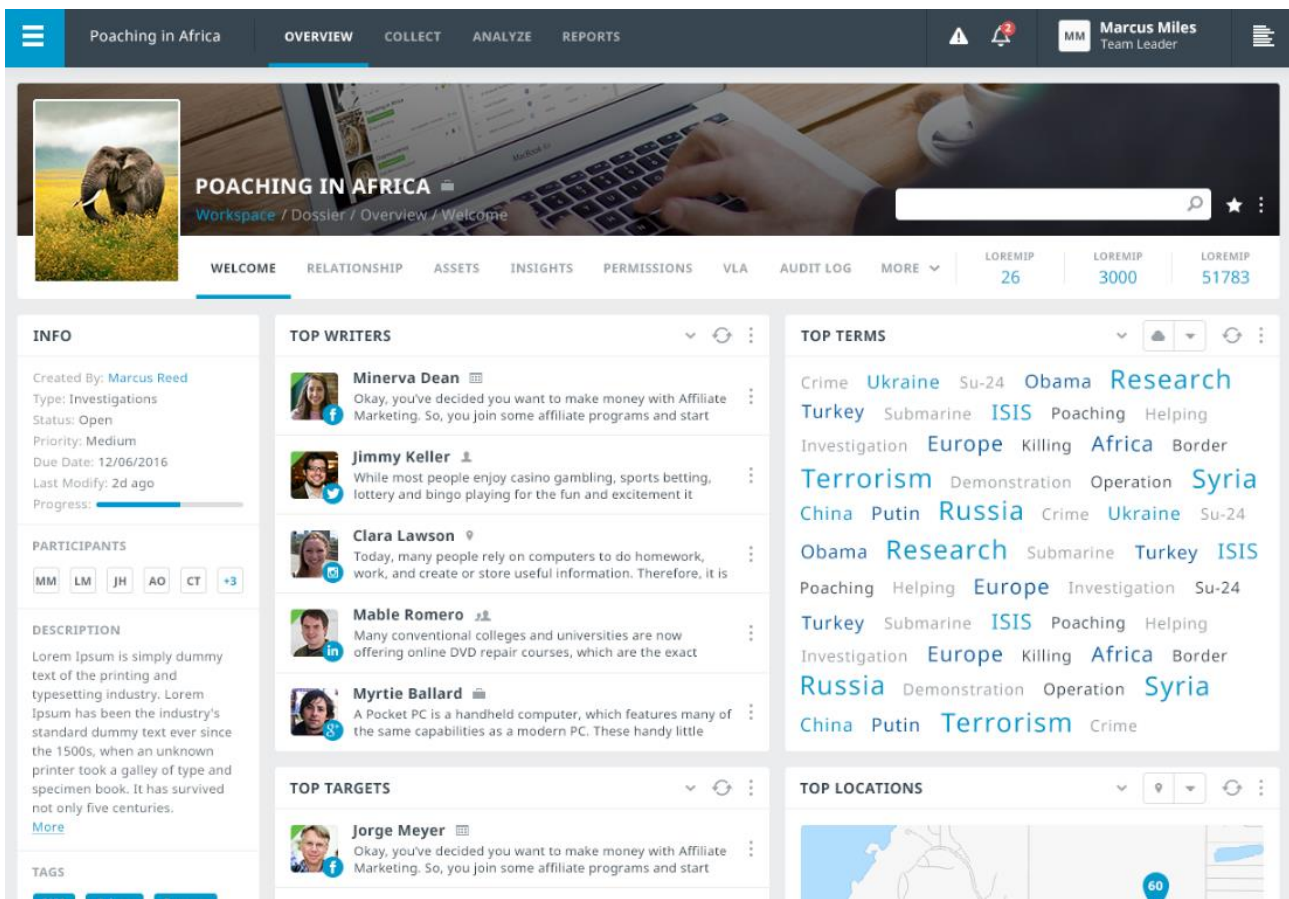 Poaching in Africa
OVERVIEW
COLLECT
ANALYZE
REPORTS
2
MM
Marcus Miles
Team Leader
MacBook Air
POACHING IN AFRICA
Workspace / Dossier / Overview / Welcome
WELCOME
RELATIONSHIP
ASSETS
INSIGHTS
PERMISSIONS
VLA
AUDIT LOG
MORE
LOREMIP
26
LOREMIP
3000
LOREMIP
51783
INFO
Created By: Marcus Reed
Type: Investigations
Status: Open
Priority: Medium
Due Date: 12/06/2016
Last Modify: 2d ago
Progress:
PARTICIPANTS
MM LM JH AO CT +3
DESCRIPTION
Lorem Ipsum is simply dummy
text of the printing and
typesetting industry. Lorem
Ipsum has been the industry's
standard dummy text ever since
the 1500s, when an unknown
printer took a galley of type and
specimen book. It has survived
not only five centuries.
More
TAGS
TOP WRITERS
Minerva Dean
Okay, you've decided you want to make money with Affiliate
Marketing. So, you join some affiliate programs and start
Jimmy Keller
While most people enjoy casino gambling, sports betting,
lottery and bingo playing for the fun and excitement it
Clara Lawson
Today, many people rely on computers to do homework,
work, and create or store useful information. Therefore, it is
Mable Romero
Many conventional colleges and universities are now
offering online DVD repair courses, which are the exact
Myrtie Ballard
A Pocket PC is a handheld computer, which features many of
the same capabilities as a modern PC. These handy little
TOP TARGETS
Jorge Meyer
Okay, you've decided you want to make money with Affiliate
Marketing. So, you join some affiliate programs and start
TOP TERMS
Crime Ukraine Su-24 Obama Research
Turkey Submarine ISIS Poaching Helping
Investigation Europe Killing Africa Border
Terrorism Demonstration Operation Syria
China Putin Russia Crime Ukraine Su-24
Obama Research Submarine Turkey ISIS
Poaching Helping Europe Investigation Su-24
Turkey Submarine ISIS Poaching Helping
Investigation Europe Killing Africa Border
Russia Demonstration Operation Syria
China Putin Terrorism Crime
TOP LOCATIONS
60